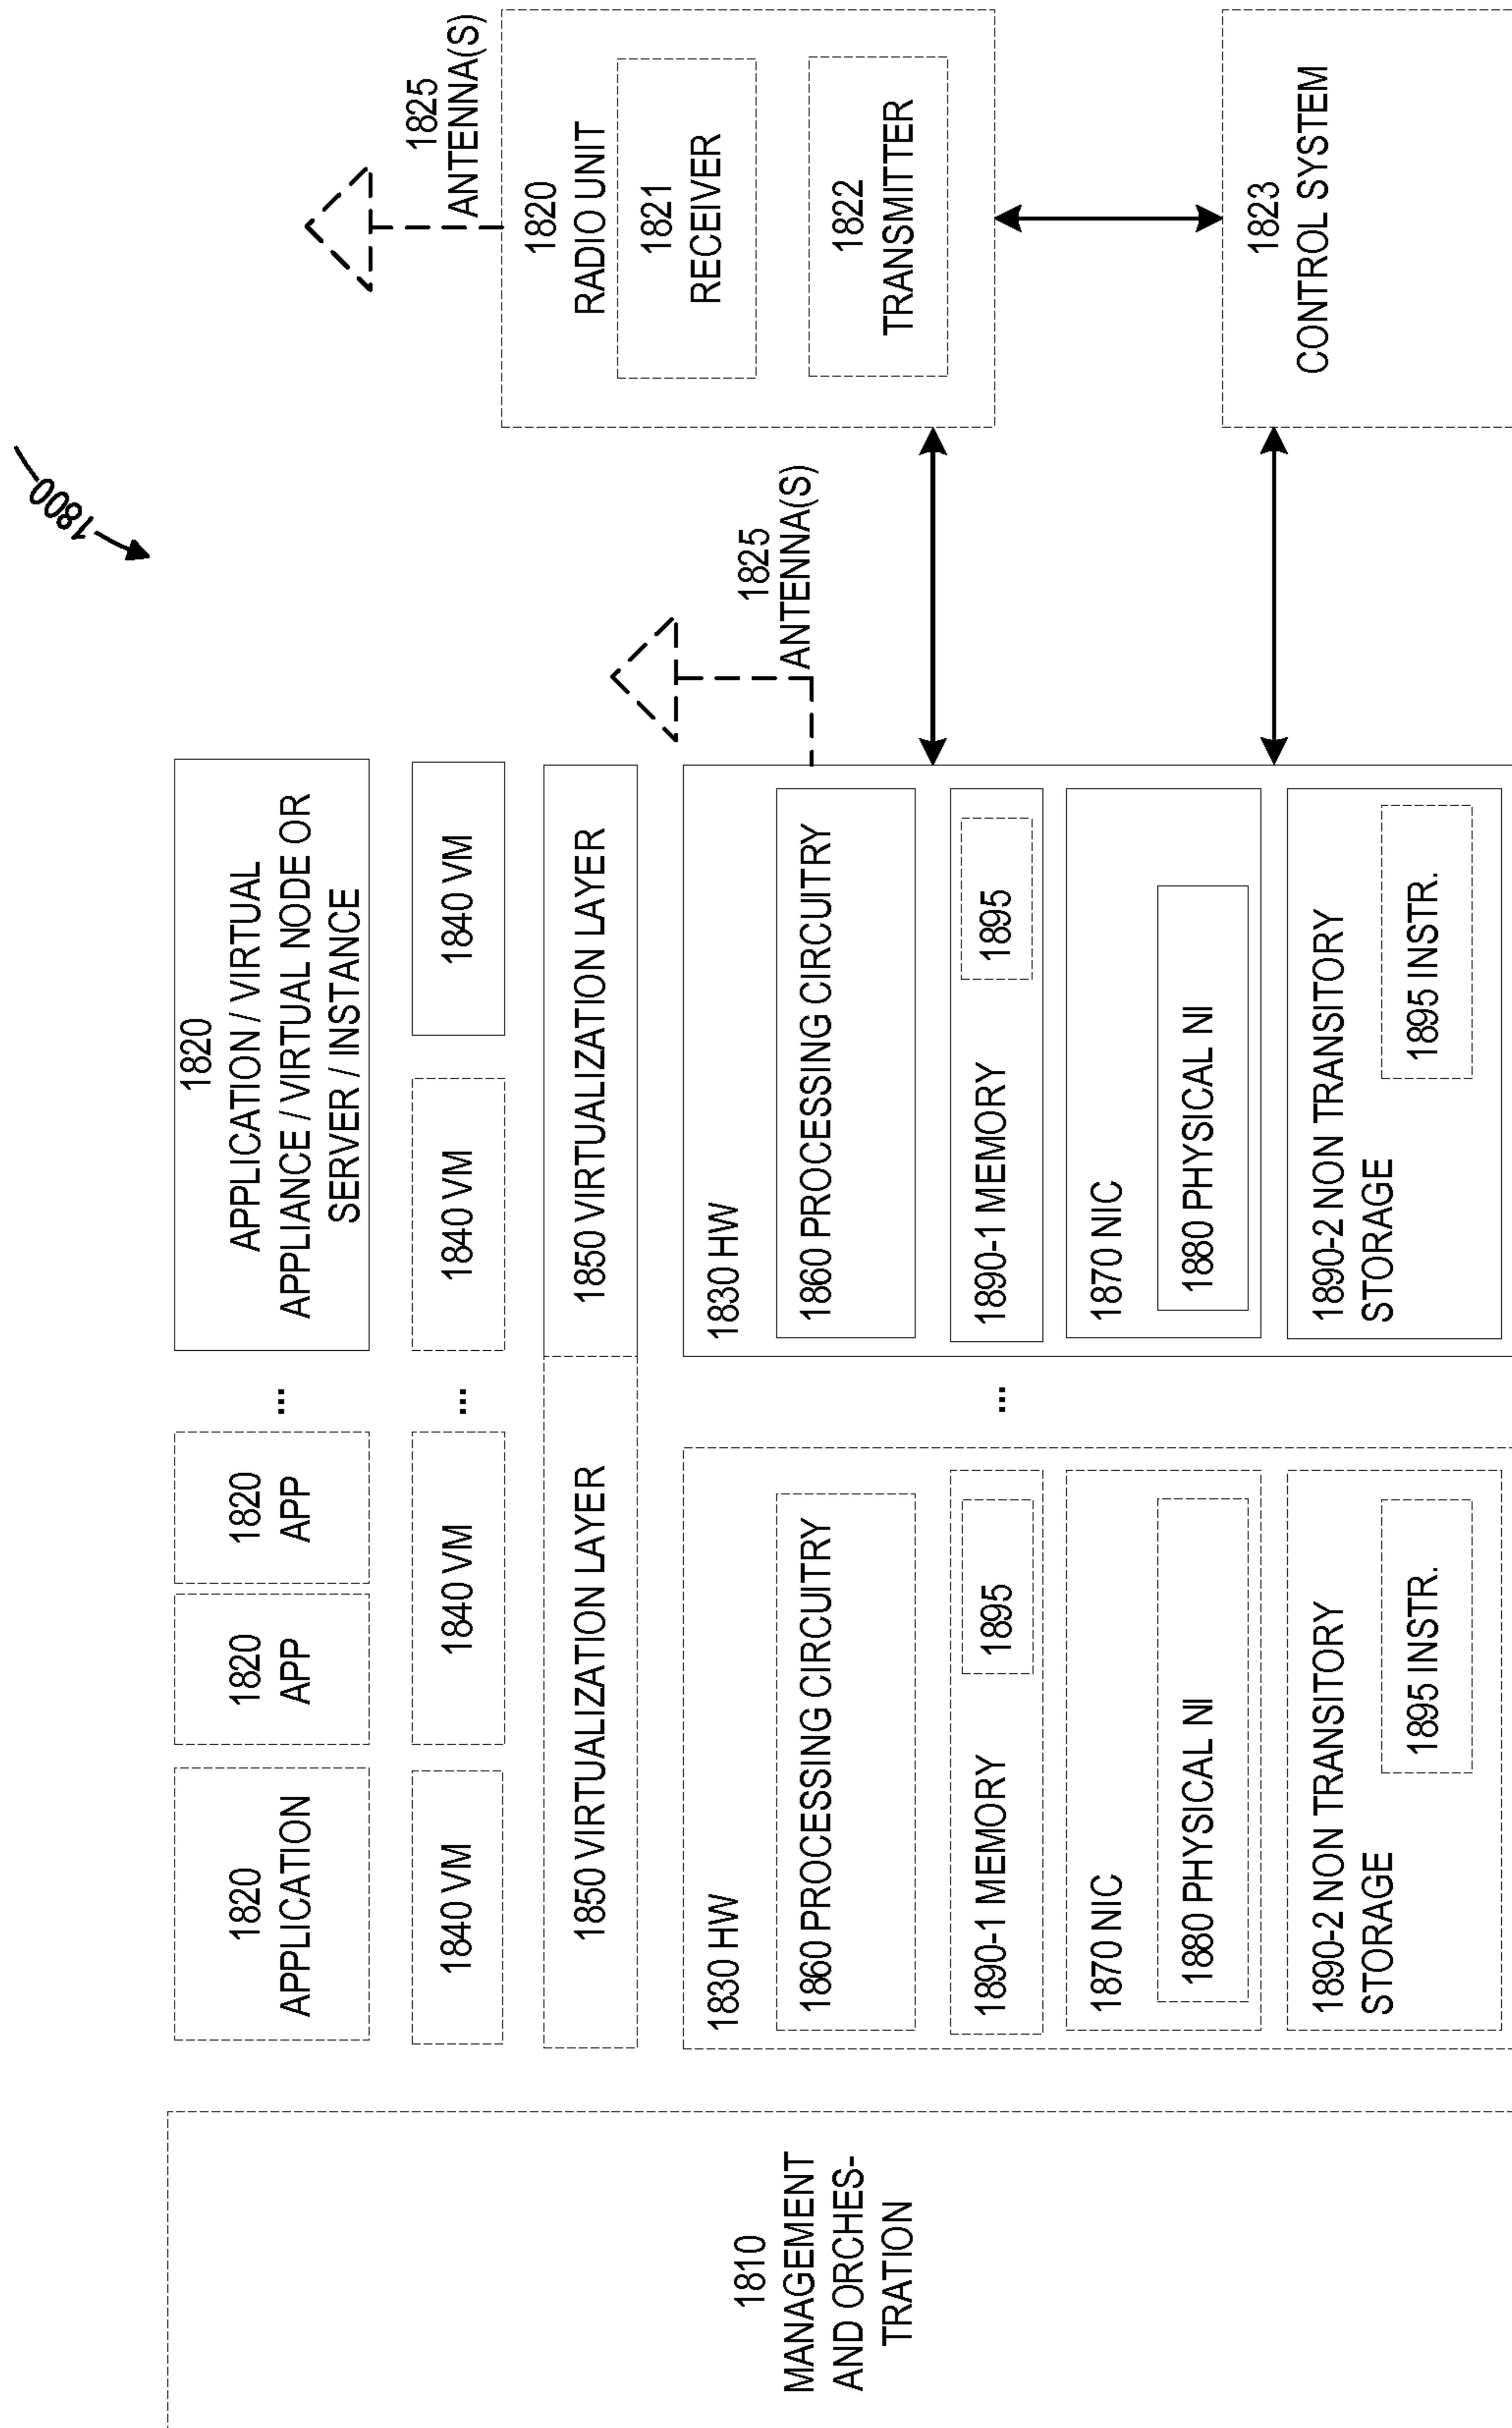 1800
1810
MANAGEMENT
AND ORCHES-
TRATION
1820
APPLICATION
1820
APP
1820
APP
...
1820
APPLICATION / VIRTUAL
APPLIANCE / VIRTUAL NODE OR
SERVER / INSTANCE
1840 VM
1840 VM
...
1840 VM
1840 VM
1850 VIRTUALIZATION LAYER
1850 VIRTUALIZATION LAYER
1830 HW
1860 PROCESSING CIRCUITRY
1890-1 MEMORY
1895
1870 NIC
1880 PHYSICAL NI
1890-2 NON TRANSITORY
STORAGE
1895 INSTR.
...
1830 HW
1860 PROCESSING CIRCUITRY
1890-1 MEMORY
1895
1870 NIC
1880 PHYSICAL NI
1890-2 NON TRANSITORY
STORAGE
1895 INSTR.
1825
ANTENNA(S)
1825
ANTENNA(S)
1820
RADIO UNIT
1821
RECEIVER
1822
TRANSMITTER
1823
CONTROL SYSTEM